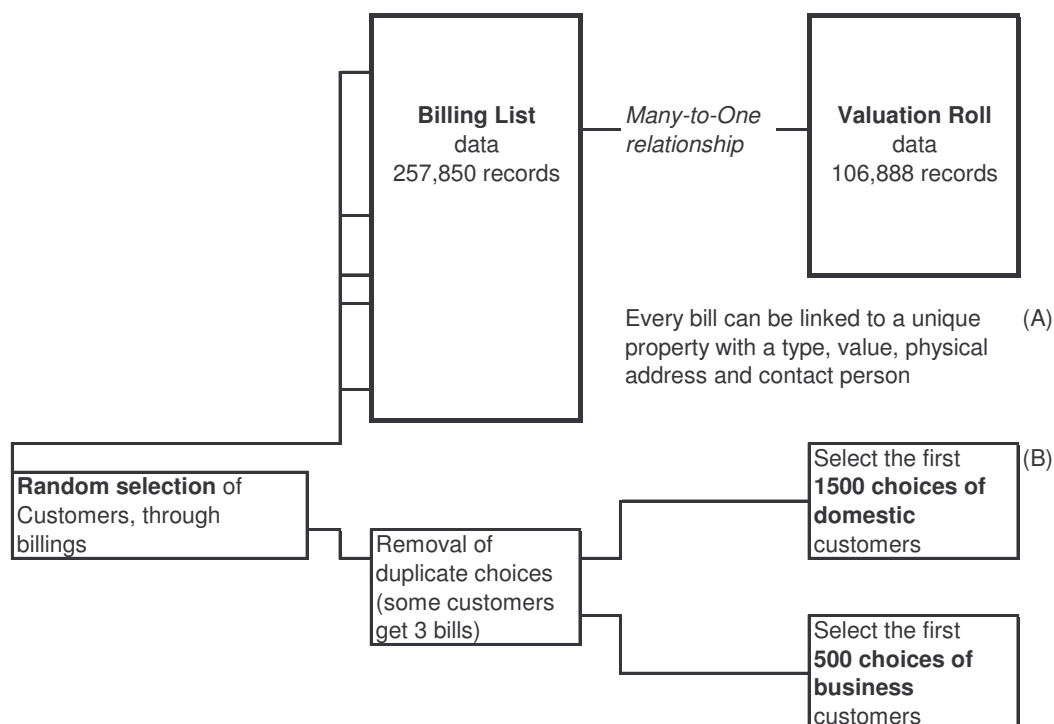 Billing List
data
257,850 records
Many-to-One
relationship
Valuation Roll
data
106,888 records
Every bill can be linked to a unique
property with a type, value, physical
address and contact person
(A)
Random selection of
Customers, through
billings
Removal of
duplicate choices
(some customers
get 3 bills)
Select the first
1500 choices of
domestic
customers
(B)
Select the first
500 choices of
business
customers